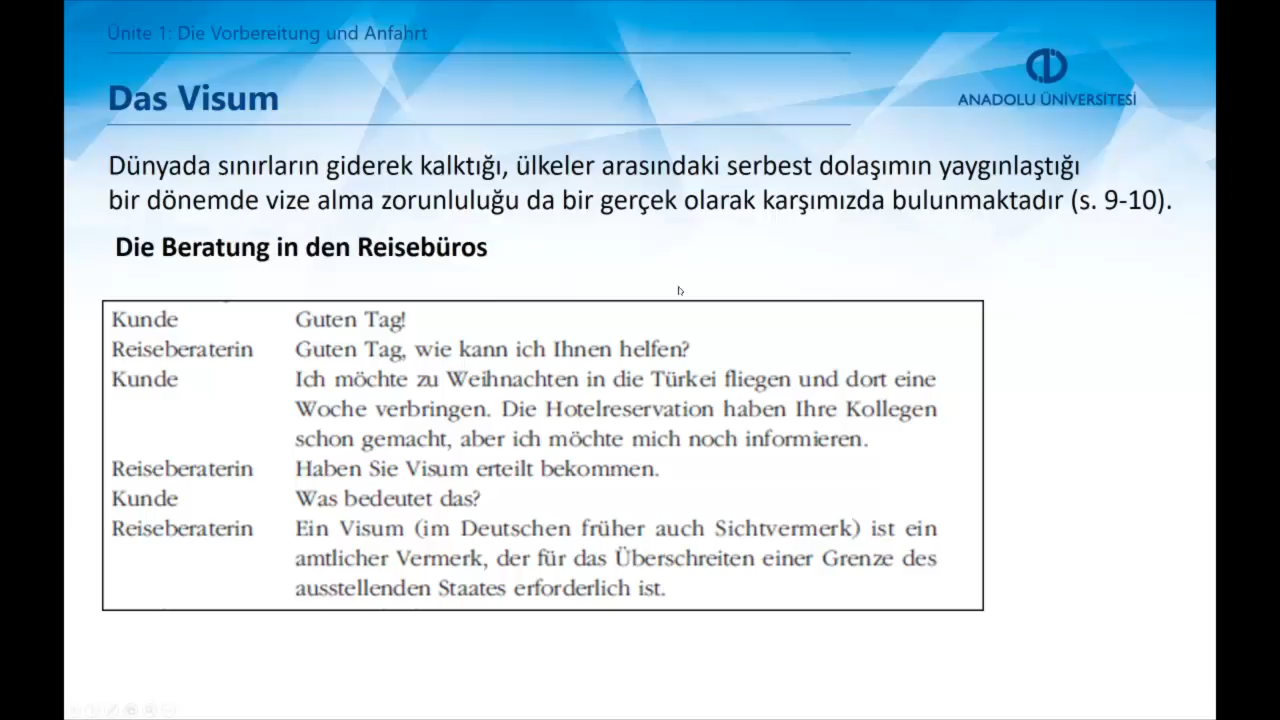 Ünite 1: Die Vorbereitung und Anfahrt
ANADOLU ÜNİVERSİTESİ
Das Visum
Dünyada sınırların giderek kalktığı, ülkeler arasındaki serbest dolaşımın yaygınlaştığı
bir dönemde vize alma zorunluluğu da bir gerçek olarak karşımızda bulunmaktadır (s. 9-10).
Die Beratung in den Reisebüros
Kunde Guten Tag!
Reiseberaterin Guten Tag, wie kann ich Ihnen helfen?
Kunde Ich möchte zu Weihnachten in die Türkei fliegen und dort eine
Woche verbringen. Die Hotelreservation haben Ihre Kollegen
schon gemacht, aber ich möchte mich noch informieren.
Reiseberaterin Haben Sie Visum erteilt bekommen.
Kunde Was bedeutet das?
Reiseberaterin Ein Visum (im Deutschen früher auch Sichtvermerk) ist ein
amtlicher Vermerk, der für das Überschreiten einer Grenze des
ausstellenden Staates erforderlich ist.